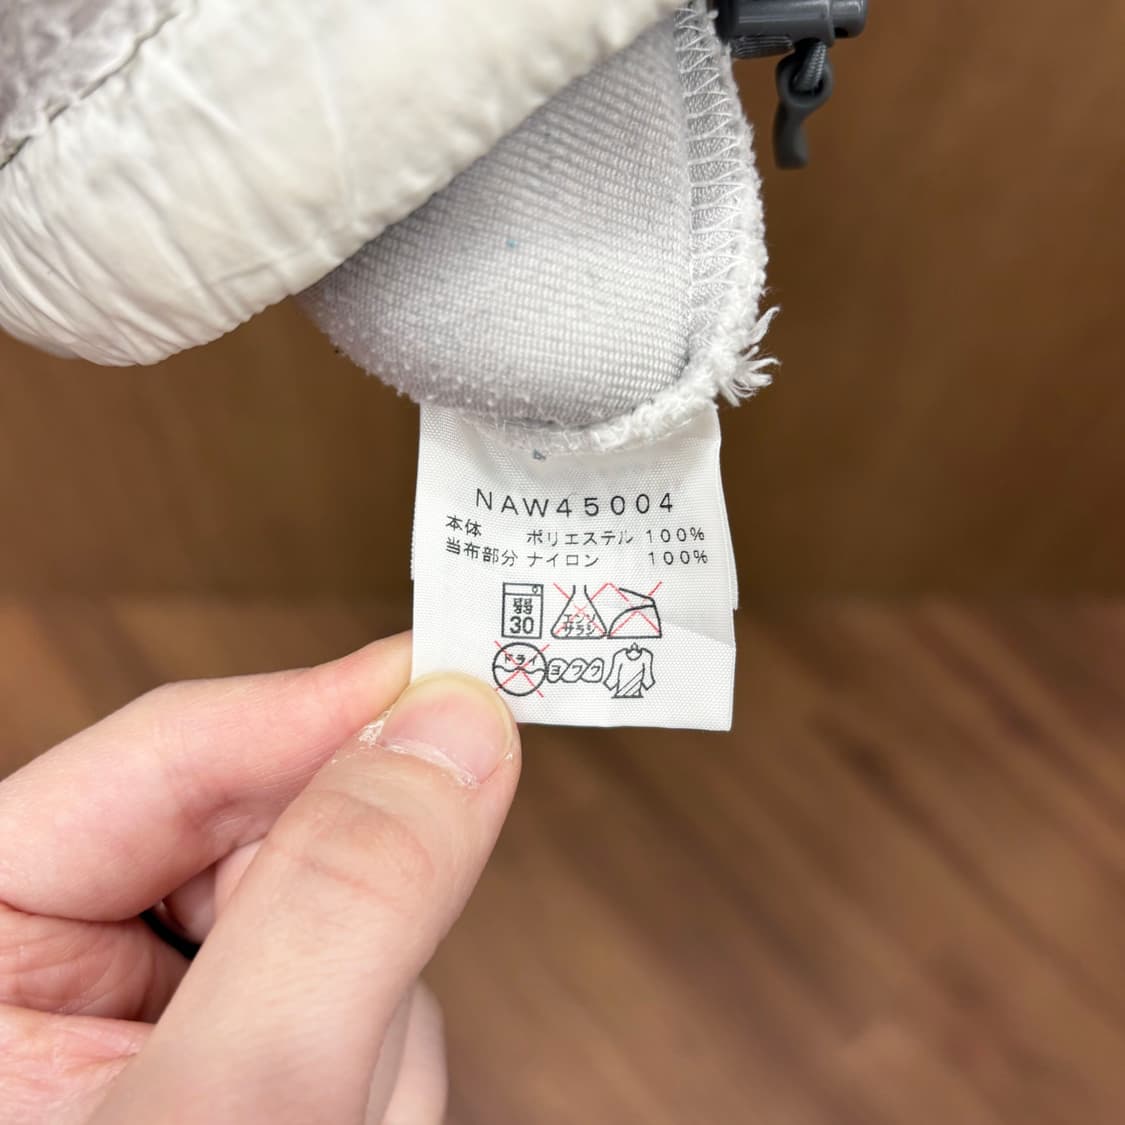 NAW45004
本体 ポリエステル 100%
当布部分 ナイロン 100%
弱 30 エンソ サラシ
ドライ ヨワク